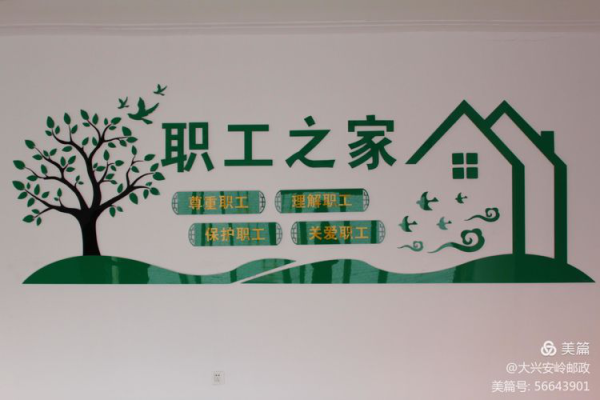 职工之家
尊重职工 理解职工
保护职工 关爱职工
美篇
@大兴安岭邮政
美篇号: 56643901